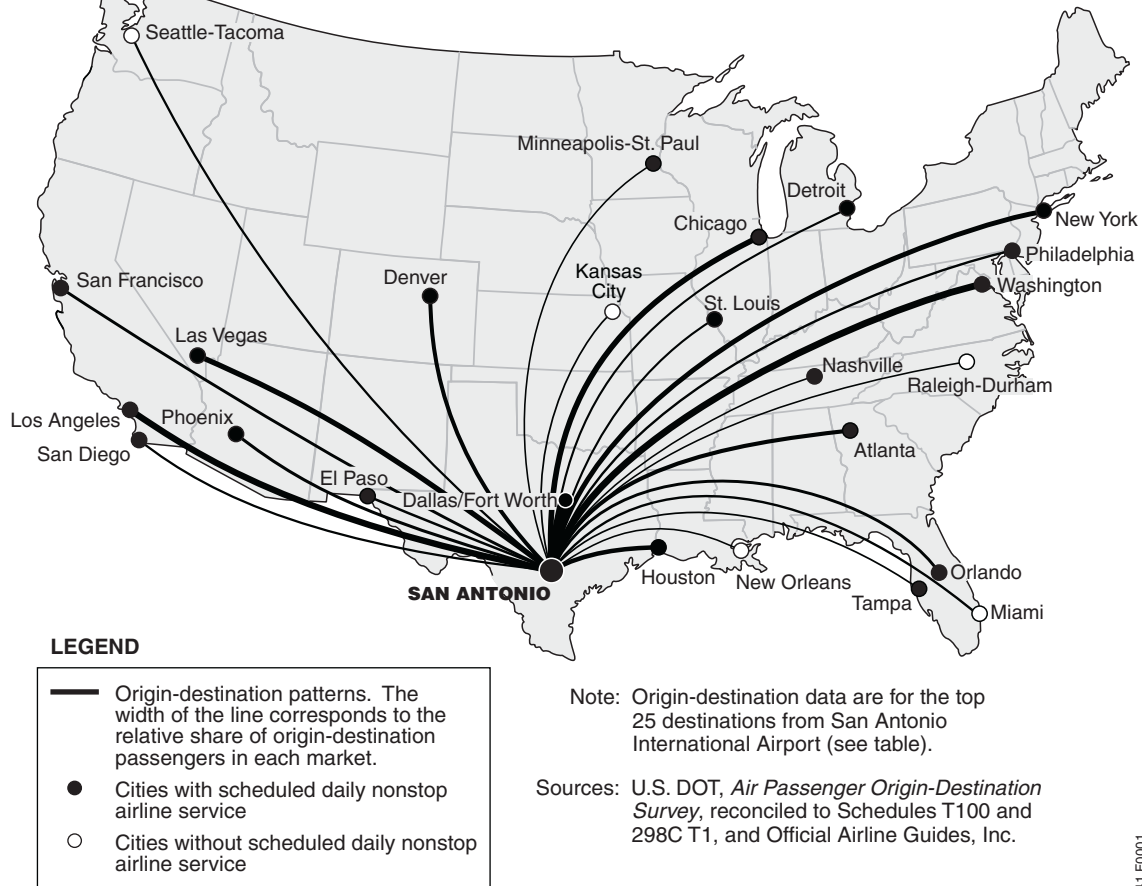 Seattle-Tacoma
Minneapolis-St. Paul
Detroit
Chicago
New York
Philadelphia
Washington
San Francisco
Denver
Kansas
City
St. Louis
Las Vegas
Nashville
Raleigh-Durham
Los Angeles
Phoenix
San Diego
Atlanta
El Paso
Dallas/Fort Worth
SAN ANTONIO
Houston
New Orleans
Orlando
Tampa
Miami
LEGEND
Origin-destination patterns. The
width of the line corresponds to the
relative share of origin-destination
passengers in each market.
Cities with scheduled daily nonstop
airline service
Cities without scheduled daily nonstop
airline service
Note: Origin-destination data are for the top
25 destinations from San Antonio
International Airport (see table).
Sources: U.S. DOT, Air Passenger Origin-Destination
Survey, reconciled to Schedules T100 and
298C T1, and Official Airline Guides, Inc.